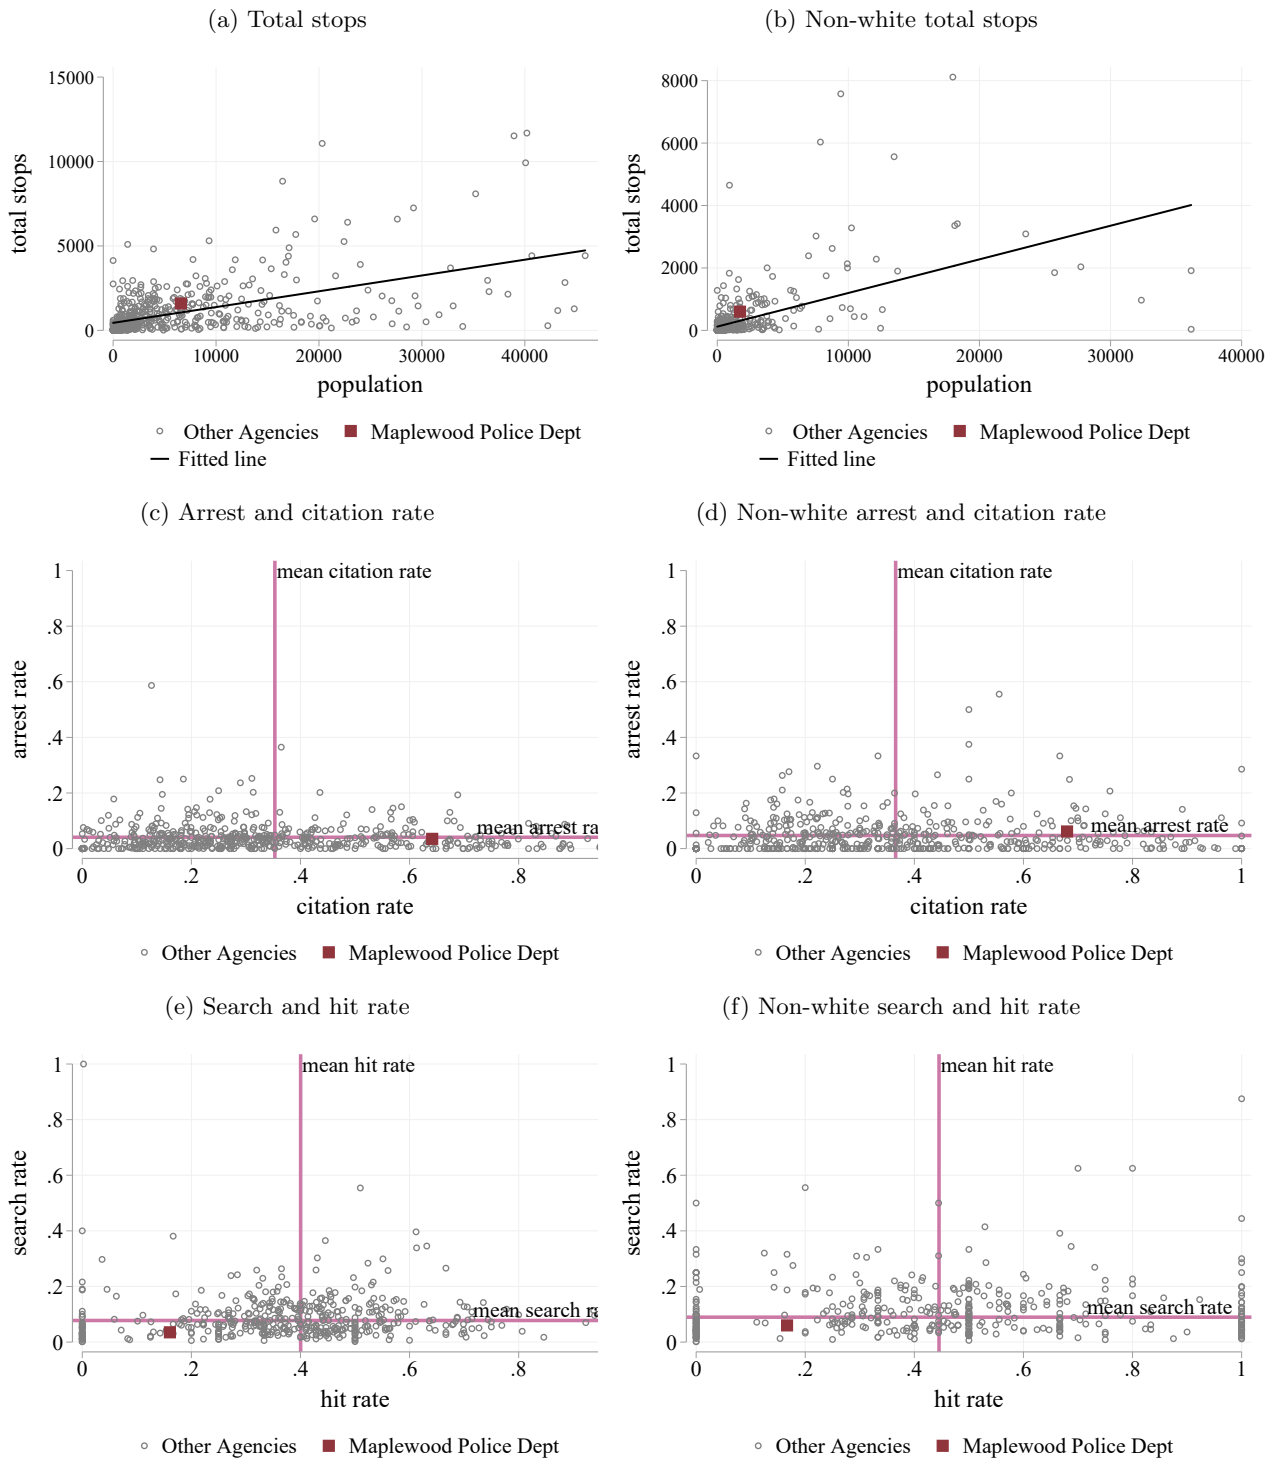 (a) Total stops
(b) Non-white total stops
15000
10000
5000
0
total stops
0 10000 20000 30000 40000
population
Other Agencies Maplewood Police Dept
Fitted line
8000
6000
4000
2000
0
total stops
0 10000 20000 30000 40000
population
Other Agencies Maplewood Police Dept
Fitted line
(c) Arrest and citation rate
(d) Non-white arrest and citation rate
1
.8
.6
.4
.2
0
arrest rate
mean citation rate
mean arrest ra
0 .2 .4 .6 .8
citation rate
Other Agencies Maplewood Police Dept
1
.8
.6
.4
.2
0
arrest rate
mean citation rate
mean arrest rate
0 .2 .4 .6 .8 1
citation rate
Other Agencies Maplewood Police Dept
(e) Search and hit rate
(f) Non-white search and hit rate
1
.8
.6
.4
.2
0
search rate
mean hit rate
mean search ra
0 .2 .4 .6 .8
hit rate
Other Agencies Maplewood Police Dept
1
.8
.6
.4
.2
0
search rate
mean hit rate
mean search rate
0 .2 .4 .6 .8 1
hit rate
Other Agencies Maplewood Police Dept